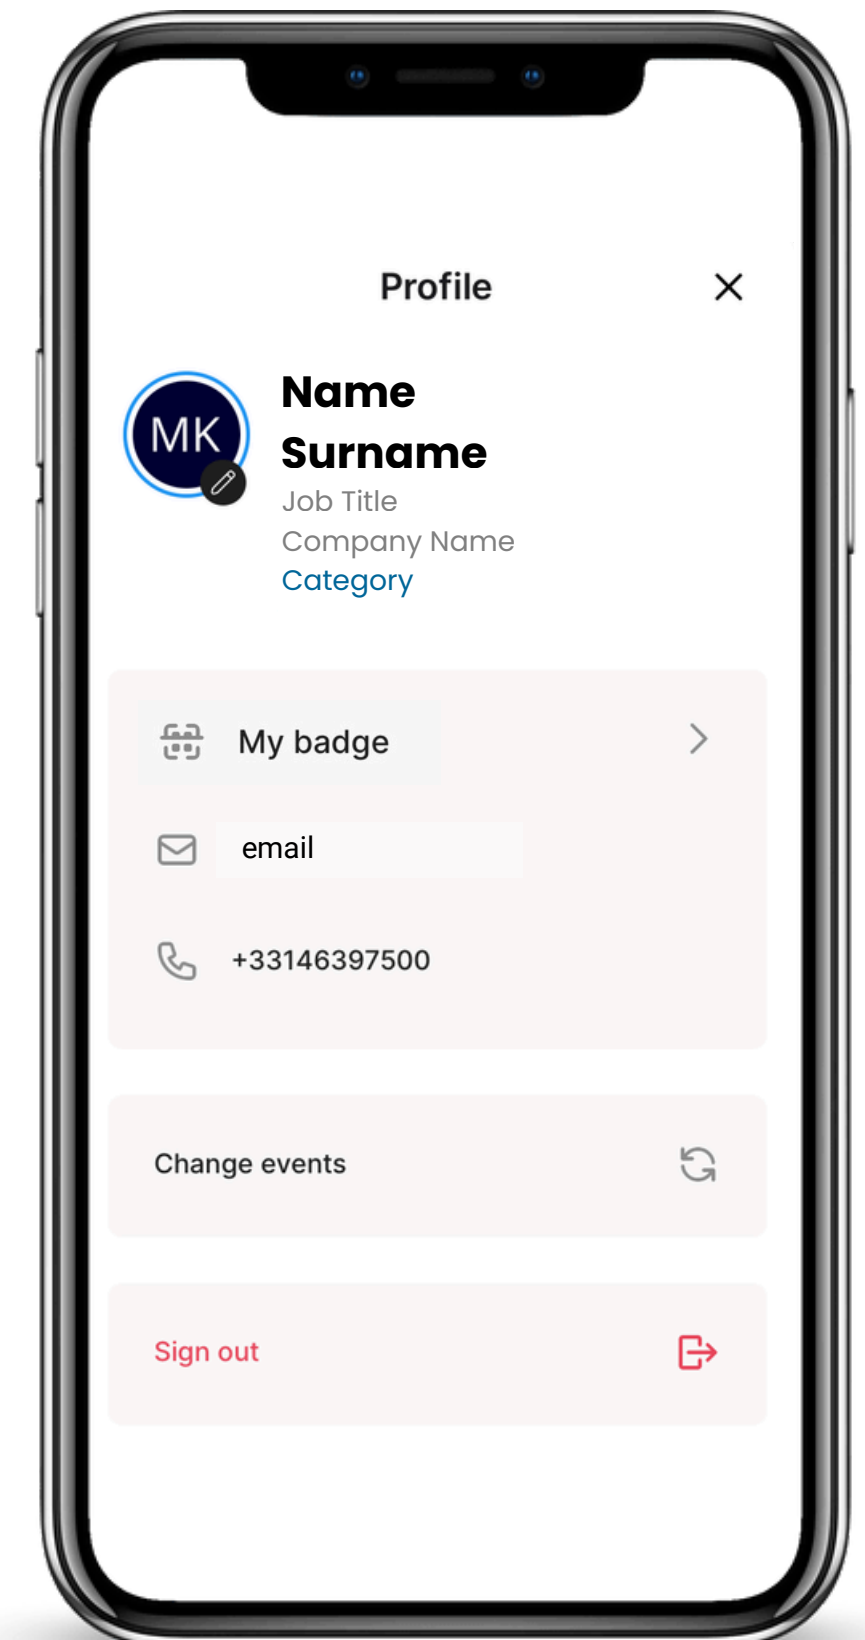 Profile
MK
Name
Surname
Job Title
Company Name
Category
My badge
email
+33146397500
Change events
Sign out